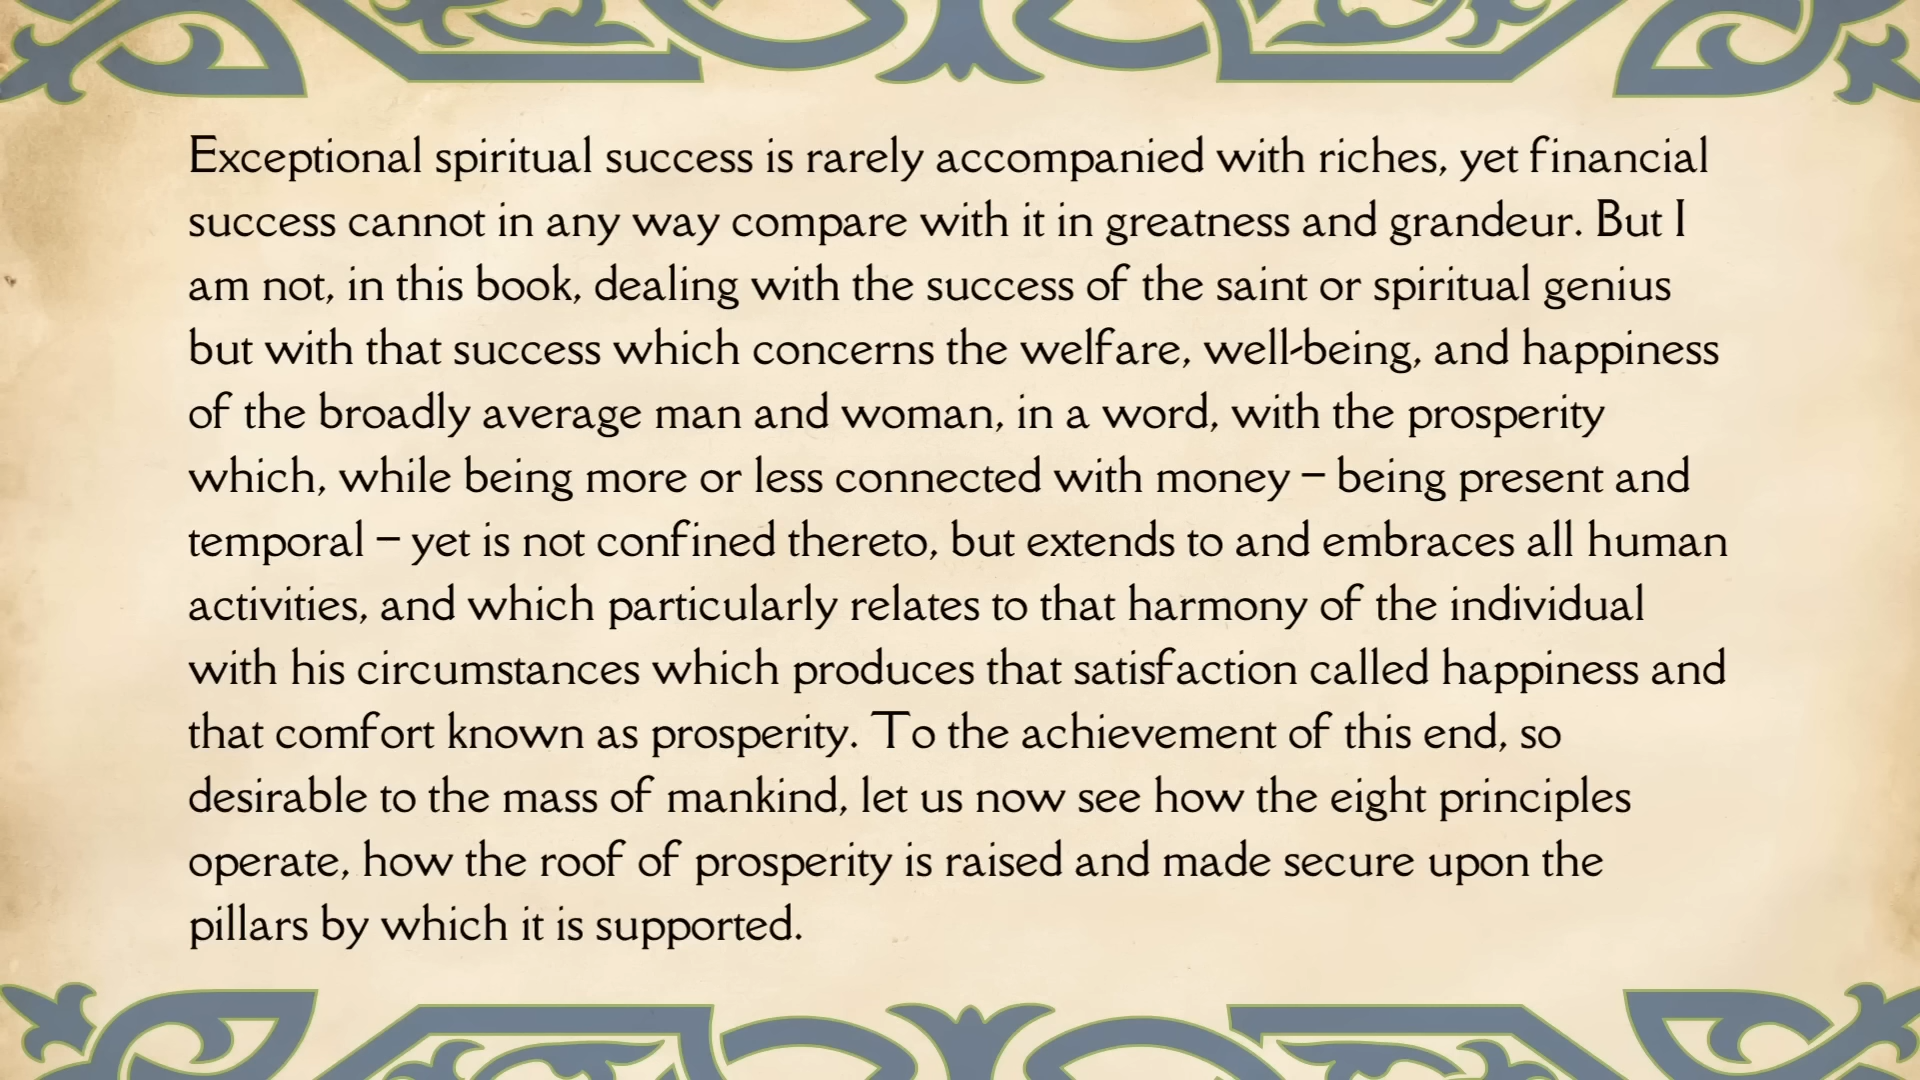 Exceptional spiritual success is rarely accompanied with riches, yet financial
success cannot in any way compare with it in greatness and grandeur. But I
am not, in this book, dealing with the success of the saint or spiritual genius
but with that success which concerns the welfare, well-being, and happiness
of the broadly average man and woman, in a word, with the prosperity
which, while being more or less connected with money – being present and
temporal – yet is not confined thereto, but extends to and embraces all human
activities, and which particularly relates to that harmony of the individual
with his circumstances which produces that satisfaction called happiness and
that comfort known as prosperity. To the achievement of this end, so
desirable to the mass of mankind, let us now see how the eight principles
operate, how the roof of prosperity is raised and made secure upon the
pillars by which it is supported.